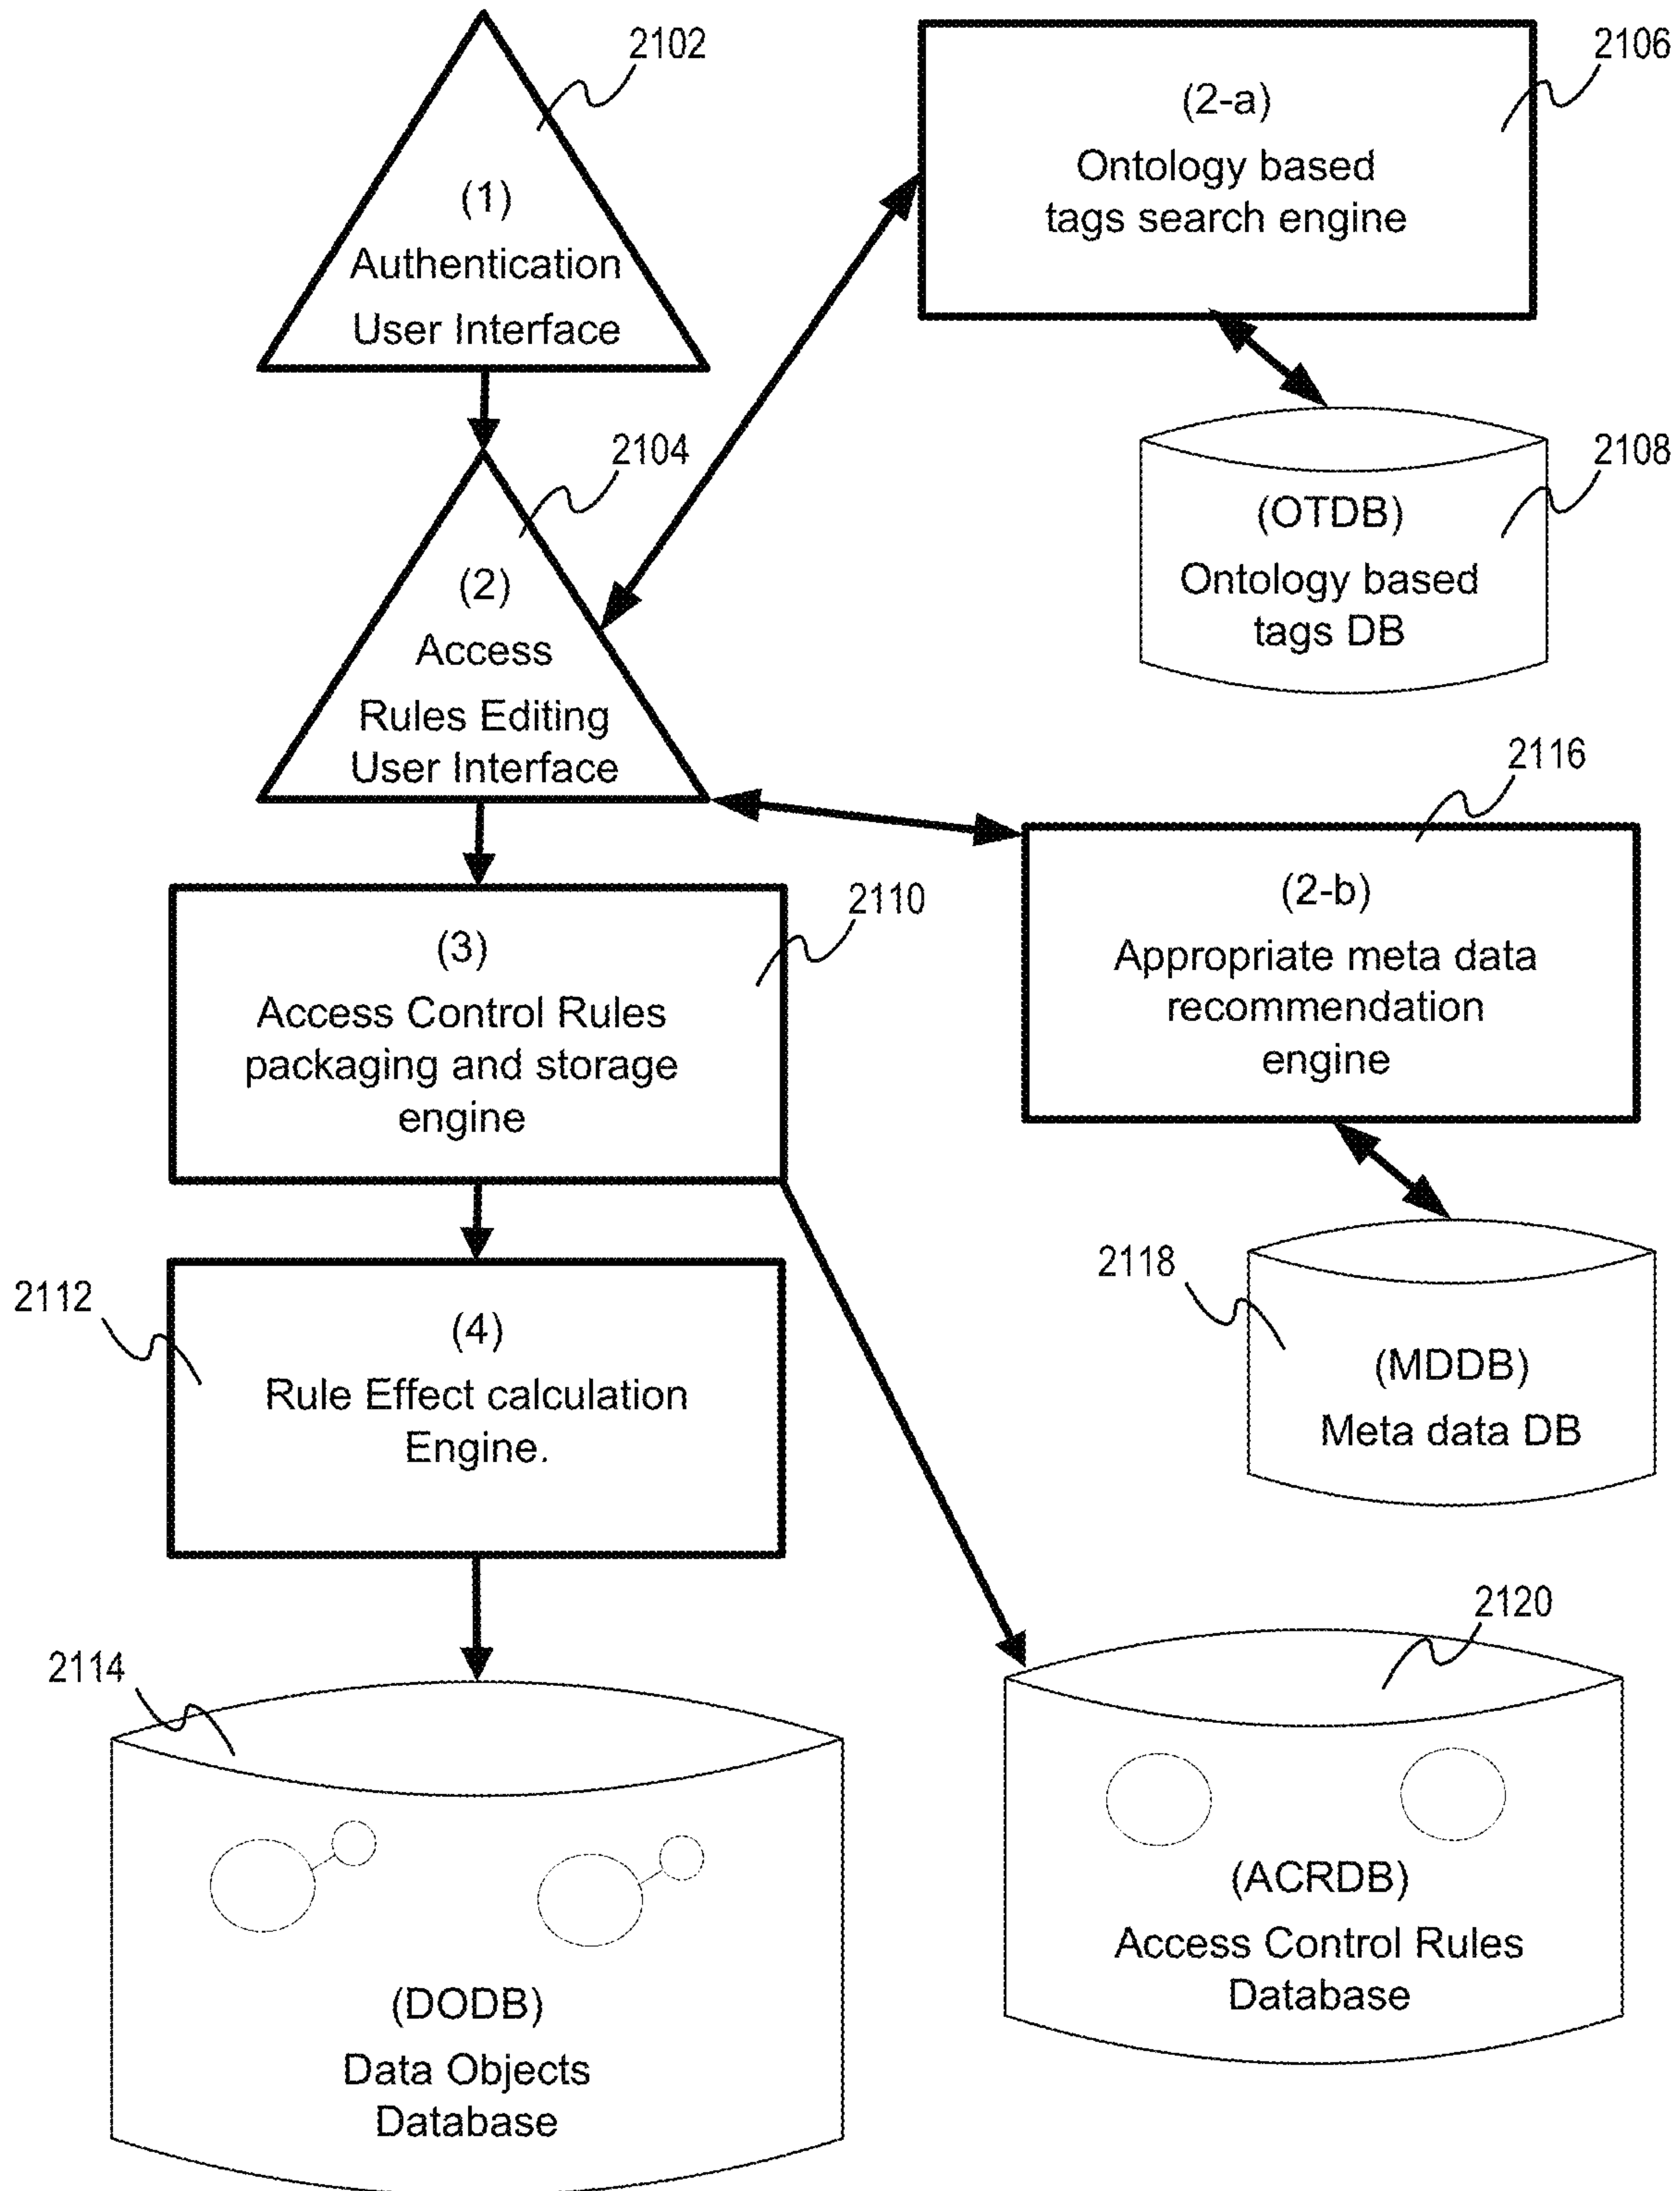 2102
(1)
Authentication
User Interface
2106
(2-a)
Ontology based
tags search engine
2104
(2)
Access
Rules Editing
User Interface
2108
(OTDB)
Ontology based
tags DB
2116
(2-b)
Appropriate meta data
recommendation
engine
2110
(3)
Access Control Rules
packaging and storage
engine
2118
(MDDB)
Meta data DB
2112
(4)
Rule Effect calculation
Engine.
2120
(ACRDB)
Access Control Rules
Database
2114
(DODB)
Data Objects
Database